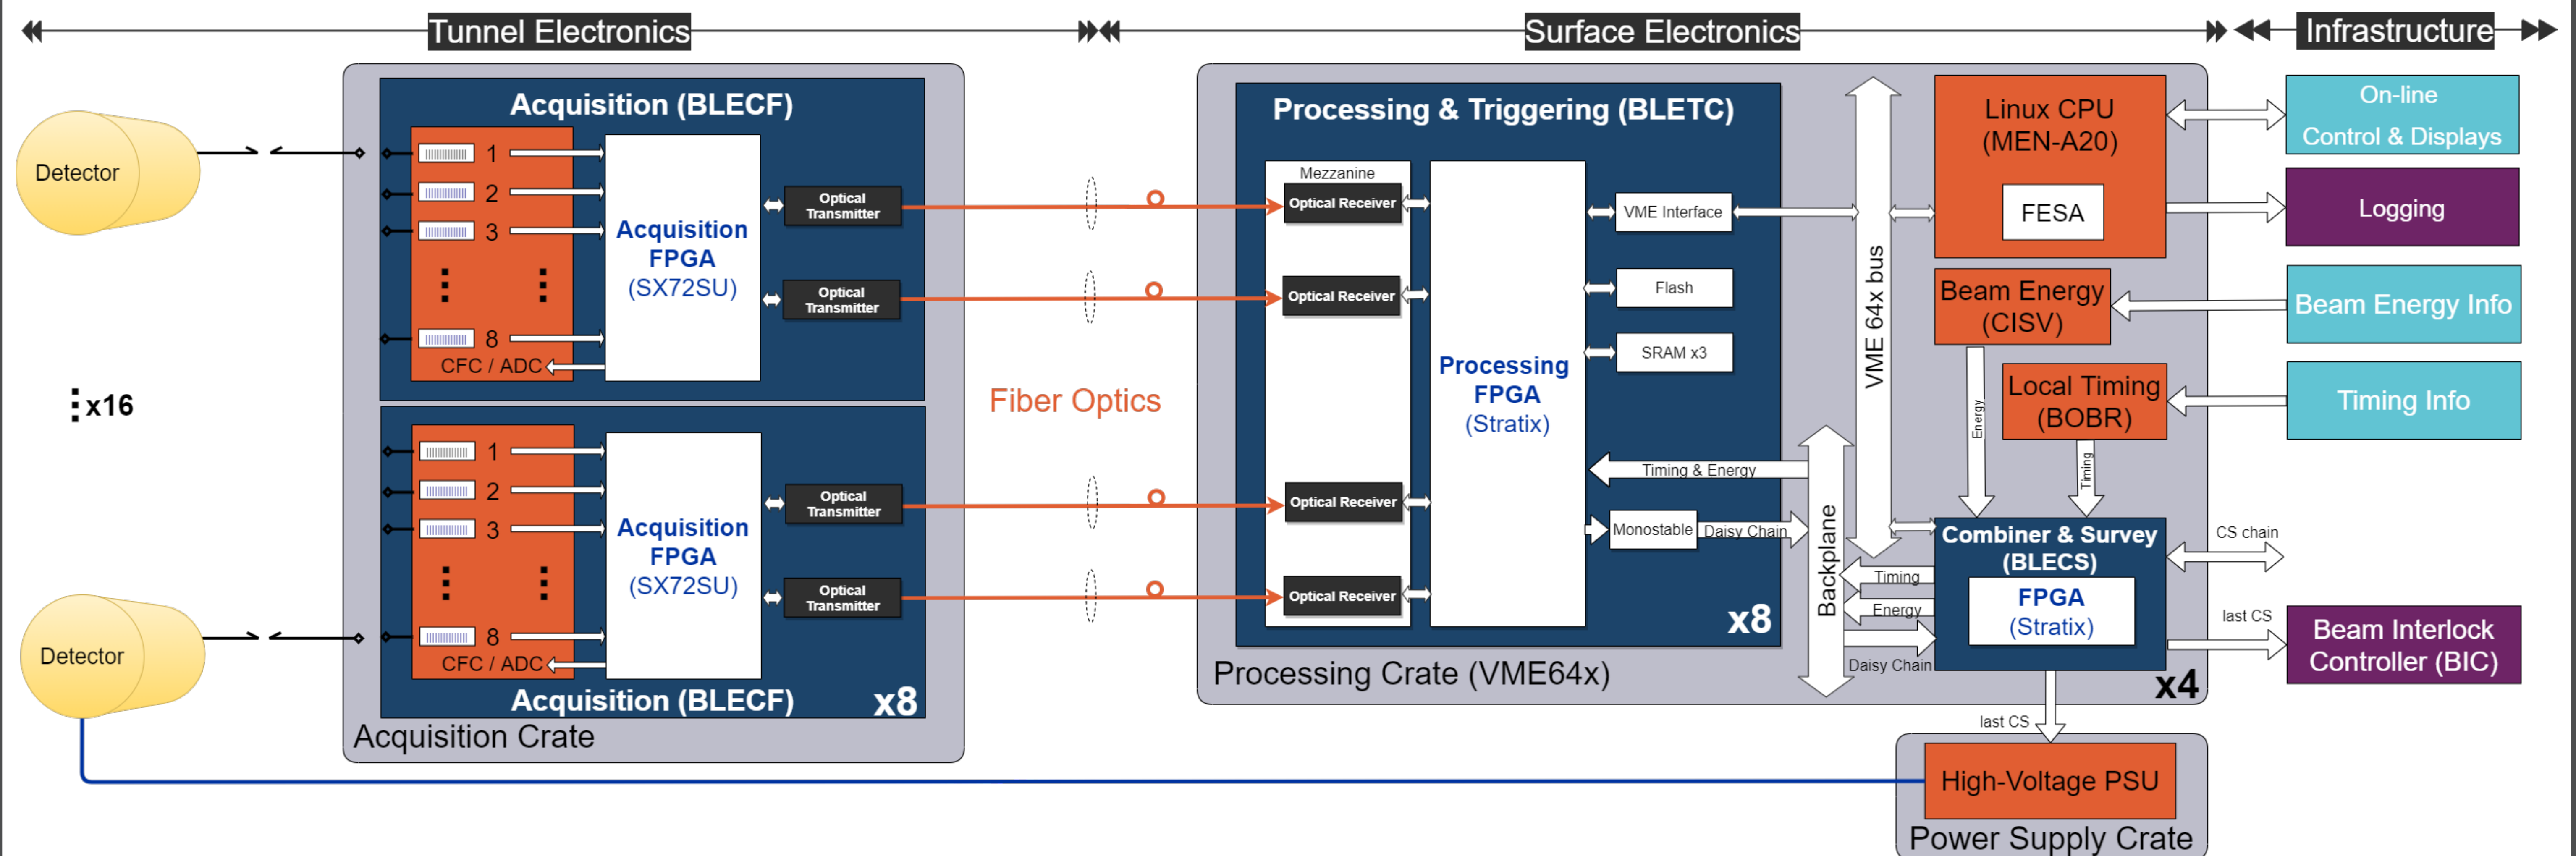 Tunnel Electronics
Surface Electronics
Infrastructure
Detector
x16
Detector
Acquisition (BLECF)
1
2
3
8
CFC / ADC
Acquisition
FPGA
(SX72SU)
Optical
Transmitter
Optical
Transmitter
1
2
3
8
CFC / ADC
Acquisition
FPGA
(SX72SU)
Optical
Transmitter
Optical
Transmitter
Acquisition (BLECF)
x8
Acquisition Crate
Fiber Optics
Processing & Triggering (BLETC)
Mezzanine
Optical Receiver
Optical Receiver
Optical Receiver
Optical Receiver
Processing
FPGA
(Stratix)
VME Interface
Flash
SRAM x3
Timing & Energy
Monostable
Daisy Chain
x8
Processing Crate (VME64x)
VME 64x bus
Backplane
Linux CPU
(MEN-A20)
FESA
Beam Energy
(CISV)
Local Timing
(BOBR)
Energy
Timing
Combiner & Survey
(BLECS)
FPGA
(Stratix)
Timing
Energy
Daisy Chain
x4
CS chain
last CS
last CS
On-line
Control & Displays
Logging
Beam Energy Info
Timing Info
Beam Interlock
Controller (BIC)
High-Voltage PSU
Power Supply Crate